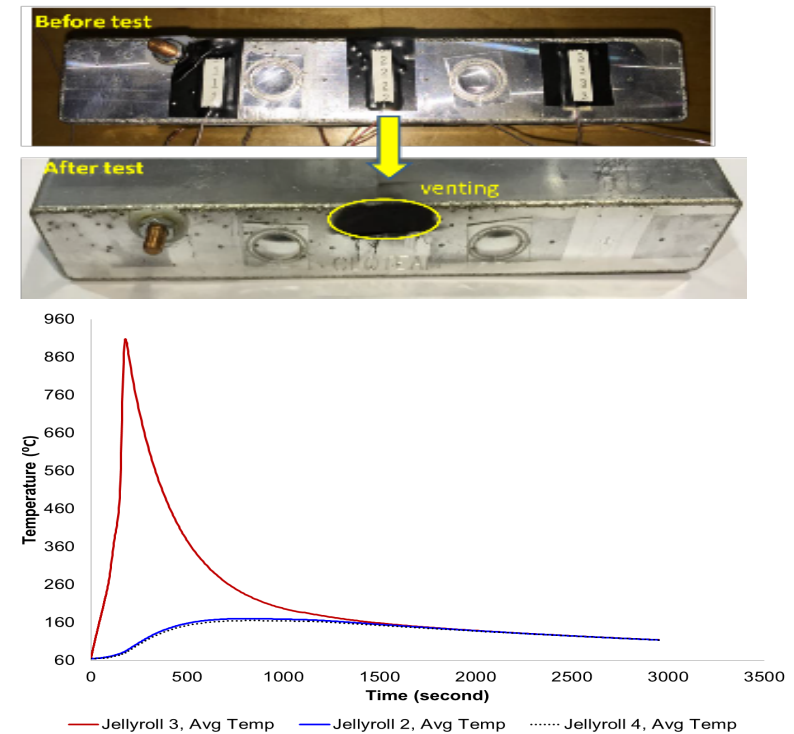 Before test
After test
venting
960
860
760
660
560
460
360
260
160
60
Temperature (⁰C)
0 500 1000 1500 2000 2500 3000 3500
Time (second)
Jellyroll 3, Avg Temp Jellyroll 2, Avg Temp Jellyroll 4, Avg Temp